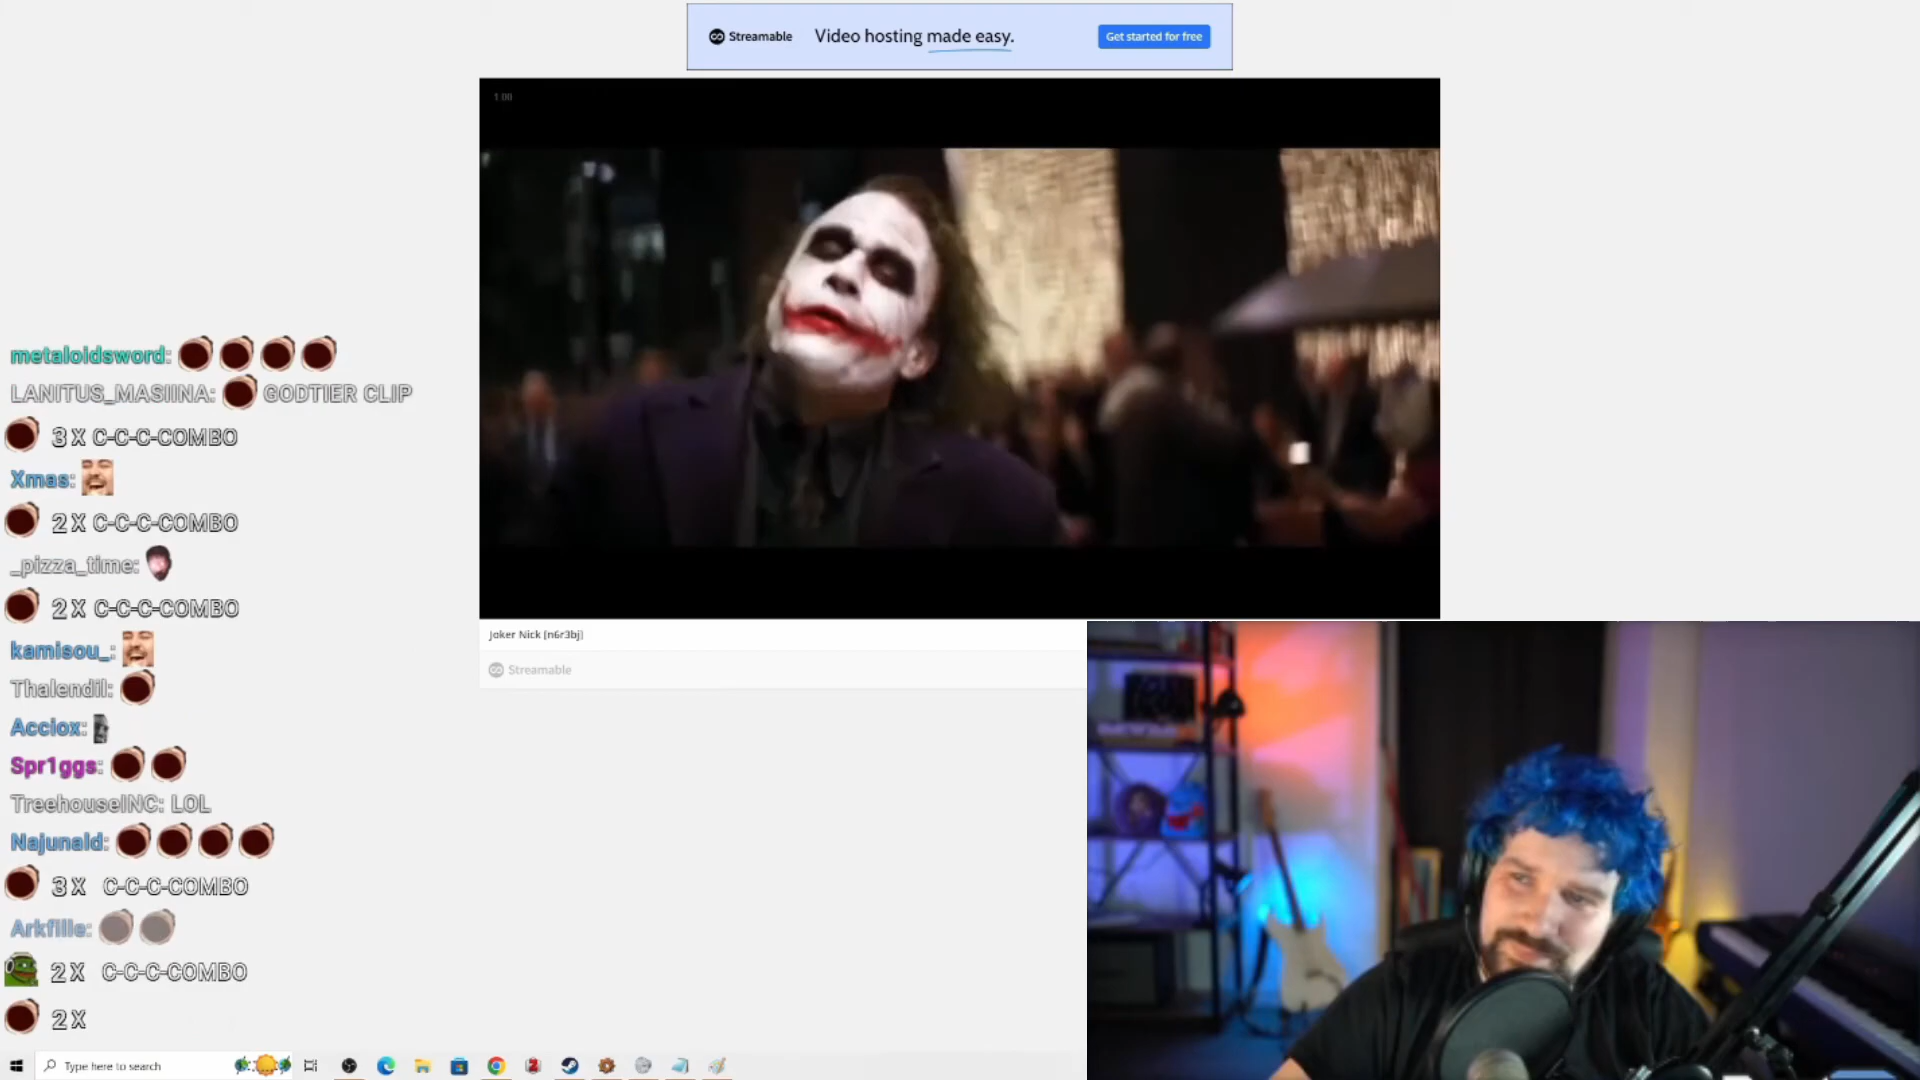 Streamable Video hosting made easy. Get started for free
1:00
metaloidsword:
LANITUS_MASIINA: GODTIER CLIP
3 X C-C-C-COMBO
Xmas:
2 X C-C-C-COMBO
_pizza_time:
2 X C-C-C-COMBO
kamisou_:
Thalendil:
Acciox:
Spr1ggs:
TreehouseINC: LOL
Najunald:
3 X C-C-C-COMBO
Arkfille:
2 X C-C-C-COMBO
2 X
Joker Nick [n6r3bj]
Streamable
Type here to search